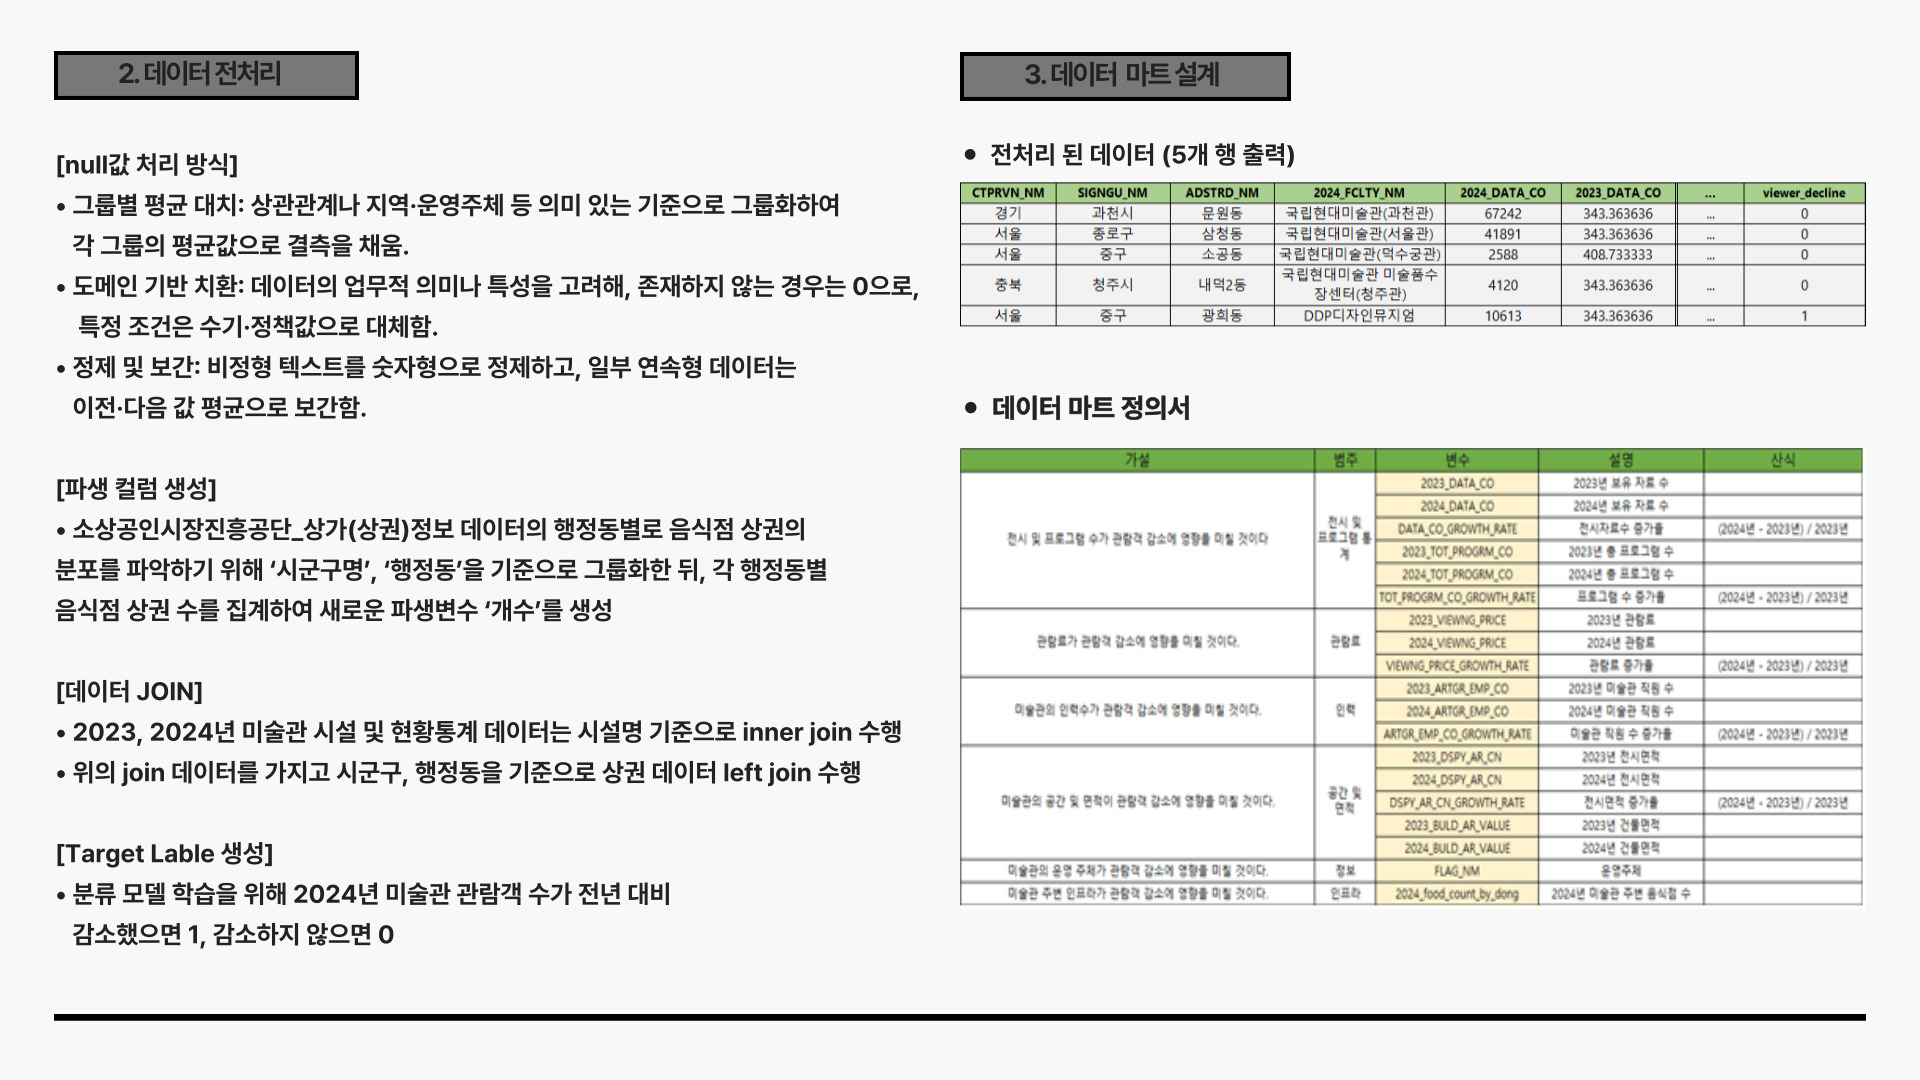 2. 데이터 전처리
[null값 처리 방식]
• 그룹별 평균 대치: 상관관계나 지역·운영주체 등 의미 있는 기준으로 그룹화하여
각 그룹의 평균값으로 결측을 채움.
• 도메인 기반 치환: 데이터의 업무적 의미나 특성을 고려해, 존재하지 않는 경우는 0으로,
특정 조건은 수기·정책값으로 대체함.
• 정제 및 보간: 비정형 텍스트를 숫자형으로 정제하고, 일부 연속형 데이터는
이전·다음 값 평균으로 보간함.
[파생 컬럼 생성]
• 소상공인시장진흥공단_상가(상권)정보 데이터의 행정동별로 음식점 상권의
분포를 파악하기 위해 ‘시군구명’, ‘행정동’을 기준으로 그룹화한 뒤, 각 행정동별
음식점 상권 수를 집계하여 새로운 파생변수 ‘개수’를 생성
[데이터 JOIN]
• 2023, 2024년 미술관 시설 및 현황통계 데이터는 시설명 기준으로 inner join 수행
• 위의 join 데이터를 가지고 시군구, 행정동을 기준으로 상권 데이터 left join 수행
[Target Lable 생성]
• 분류 모델 학습을 위해 2024년 미술관 관람객 수가 전년 대비
감소했으면 1, 감소하지 않으면 0
3. 데이터 마트 설계
• 전처리 된 데이터 (5개 행 출력)
CTPRVN_NM SIGNGU_NM ADSTRD_NM 2024_FCLTY_NM 2024_DATA_CO 2023_DATA_CO ... viewer_decline
경기 과천시 문원동 국립현대미술관(과천관) 67242 343.363636 ... 0
서울 종로구 삼청동 국립현대미술관(서울관) 41891 343.363636 ... 0
서울 중구 소공동 국립현대미술관(덕수궁관) 2588 408.733333 ... 0
충북 청주시 내덕2동 국립현대미술관 미술품수
장센터(청주관) 4120 343.363636 ... 0
서울 중구 광희동 DDP디자인뮤지엄 10613 343.363636 ... 1
• 데이터 마트 정의서
가설 범주 변수 설명 산식
전시 및 프로그램 수가 관람객 감소에 영향을 미칠 것이다
전시 및
프로그램 통
계
2023_DATA_CO 2023년 보유 자료 수
2024_DATA_CO 2024년 보유 자료 수
DATA_CO_GROWTH_RATE 전시자료수 증가율 (2024년 - 2023년) / 2023년
2023_TOT_PROGRM_CO 2023년 총 프로그램 수
2024_TOT_PROGRM_CO 2024년 총 프로그램 수
TOT_PROGRM_CO_GROWTH_RATE 프로그램 수 증가율 (2024년 - 2023년) / 2023년
관람료가 관람객 감소에 영향을 미칠 것이다. 관람료
2023_VIEWNG_PRICE 2023년 관람료
2024_VIEWNG_PRICE 2024년 관람료
VIEWNG_PRICE_GROWTH_RATE 관람료 증가율 (2024년 - 2023년) / 2023년
미술관의 인력수가 관람객 감소에 영향을 미칠 것이다. 인력
2023_ARTGR_EMP_CO 2023년 미술관 직원 수
2024_ARTGR_EMP_CO 2024년 미술관 직원 수
ARTGR_EMP_CO_GROWTH_RATE 미술관 직원 수 증가율 (2024년 - 2023년) / 2023년
미술관의 공간 및 면적이 관람객 감소에 영향을 미칠 것이다.
공간 및
면적
2023_DSPY_AR_CN 2023년 전시면적
2024_DSPY_AR_CN 2024년 전시면적
DSPY_AR_CN_GROWTH_RATE 전시면적 증가율 (2024년 - 2023년) / 2023년
2023_BULD_AR_VALUE 2023년 건물면적
2024_BULD_AR_VALUE 2024년 건물면적
미술관의 운영 주체가 관람객 감소에 영향을 미칠 것이다. 정보 FLAG_NM 운영주체
미술관 주변 인프라가 관람객 감소에 영향을 미칠 것이다. 인프라 2024_food_count_by_dong 2024년 미술관 주변 음식점 수